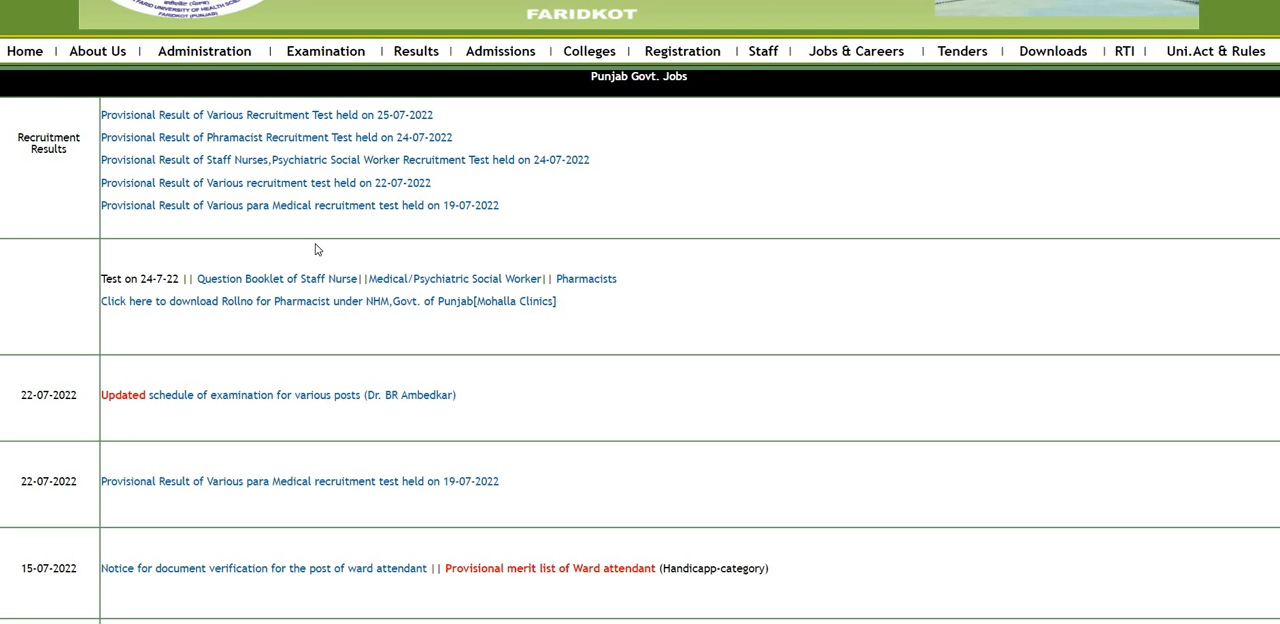 FARID UNIVERSITY OF HEALTH
FARIDKOT (PUNJAB)
FARIDKOT
Home | About Us | Administration | Examination | Results | Admissions | Colleges | Registration | Staff | Jobs & Careers | Tenders | Downloads | RTI | Uni.Act & Rules
Punjab Govt. Jobs
Recruitment
Results
Provisional Result of Various Recruitment Test held on 25-07-2022
Provisional Result of Phramacist Recruitment Test held on 24-07-2022
Provisional Result of Staff Nurses,Psychiatric Social Worker Recruitment Test held on 24-07-2022
Provisional Result of Various recruitment test held on 22-07-2022
Provisional Result of Various para Medical recruitment test held on 19-07-2022
Test on 24-7-22 || Question Booklet of Staff Nurse||Medical/Psychiatric Social Worker|| Pharmacists
Click here to download Rollno for Pharmacist under NHM,Govt. of Punjab[Mohalla Clinics]
22-07-2022 Updated schedule of examination for various posts (Dr. BR Ambedkar)
22-07-2022 Provisional Result of Various para Medical recruitment test held on 19-07-2022
15-07-2022 Notice for document verification for the post of ward attendant || Provisional merit list of Ward attendant (Handicapp-category)